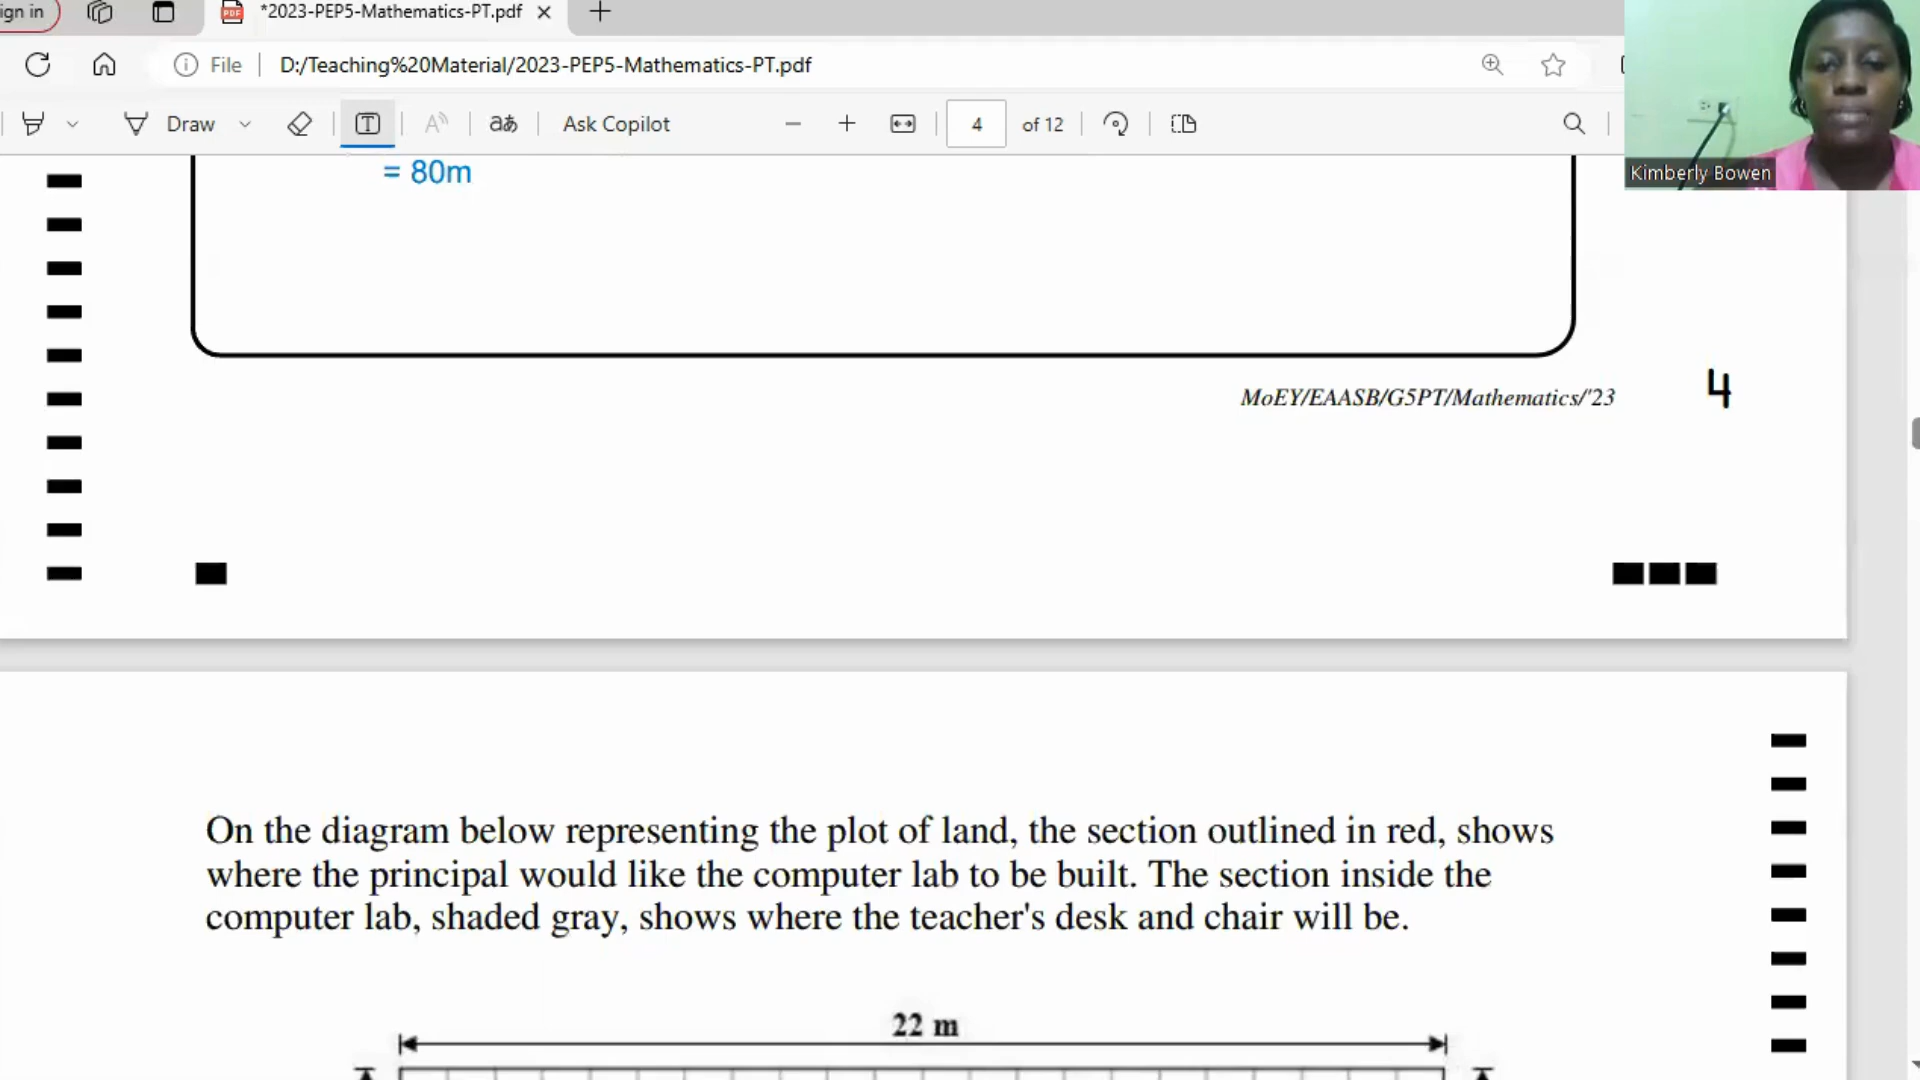 ign in
*2023-PEP5-Mathematics-PT.pdf
File
D:/Teaching%20Material/2023-PEP5-Mathematics-PT.pdf
Draw
Ask Copilot
4
of 12
Kimberly Bowen
= 80m
MoEY/EAASB/G5PT/Mathematics/'23
4
On the diagram below representing the plot of land, the section outlined in red, shows
where the principal would like the computer lab to be built. The section inside the
computer lab, shaded gray, shows where the teacher's desk and chair will be.
22 m